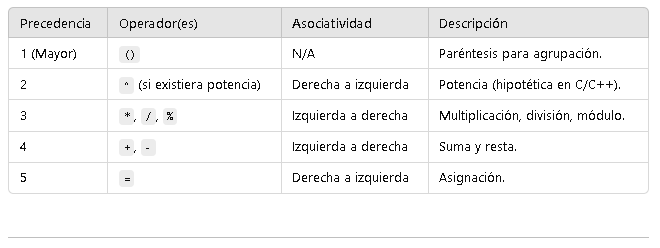 Precedencia Operador(es) Asociatividad Descripción
1 (Mayor) () N/A Paréntesis para agrupación.
2 ^ (si existiera potencia) Derecha a izquierda Potencia (hipotética en C/C++).
3 *, /, % Izquierda a derecha Multiplicación, división, módulo.
4 +, - Izquierda a derecha Suma y resta.
5 = Derecha a izquierda Asignación.